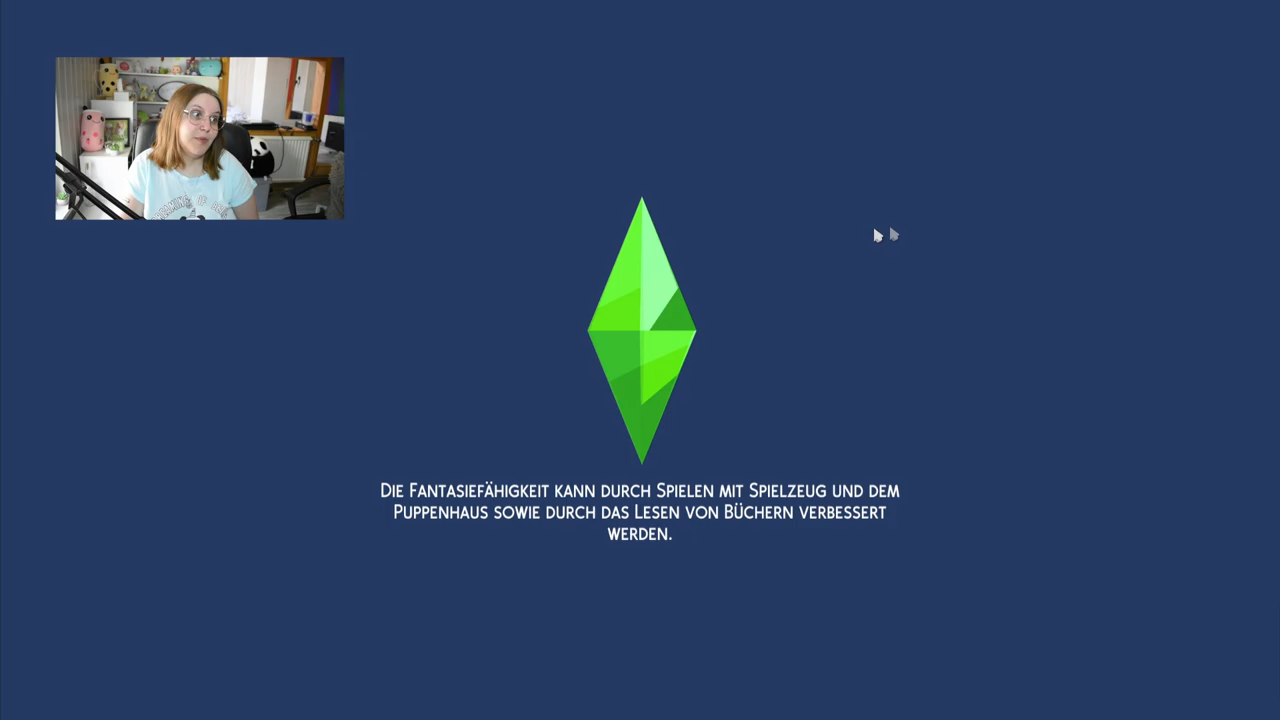 Die Fantasiefähigkeit kann durch Spielen mit Spielzeug und dem
Puppenhaus sowie durch das Lesen von Büchern verbessert
werden.